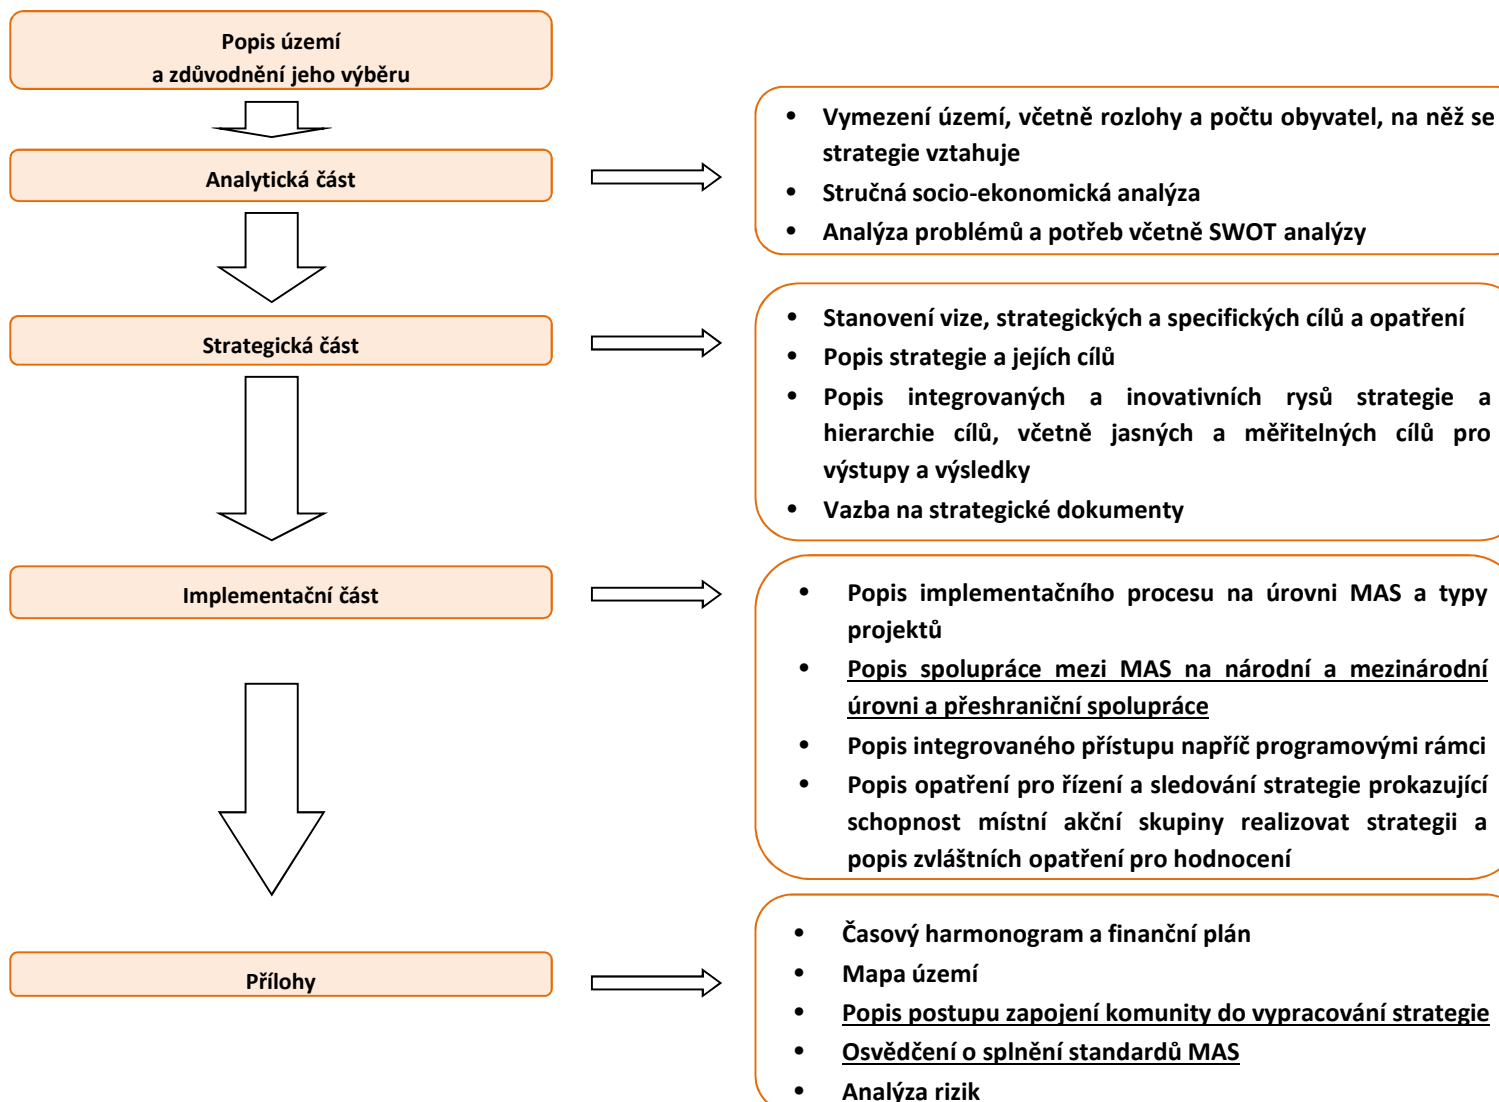 Popis území
a zdůvodnění jeho výběru
Analytická část
• Vymezení území, včetně rozlohy a počtu obyvatel, na něž se
strategie vztahuje
• Stručná socio-ekonomická analýza
• Analýza problémů a potřeb včetně SWOT analýzy
Strategická část
• Stanovení vize, strategických a specifických cílů a opatření
• Popis strategie a jejích cílů
• Popis integrovaných a inovativních rysů strategie a
hierarchie cílů, včetně jasných a měřitelných cílů pro
výstupy a výsledky
• Vazba na strategické dokumenty
Implementační část
• Popis implementačního procesu na úrovni MAS a typy
projektů
• Popis spolupráce mezi MAS na národní a mezinárodní
úrovni a přeshraniční spolupráce
• Popis integrovaného přístupu napříč programovými rámci
• Popis opatření pro řízení a sledování strategie prokazující
schopnost místní akční skupiny realizovat strategii a
popis zvláštních opatření pro hodnocení
Přílohy
• Časový harmonogram a finanční plán
• Mapa území
• Popis postupu zapojení komunity do vypracování strategie
• Osvědčení o splnění standardů MAS
• Analýza rizik